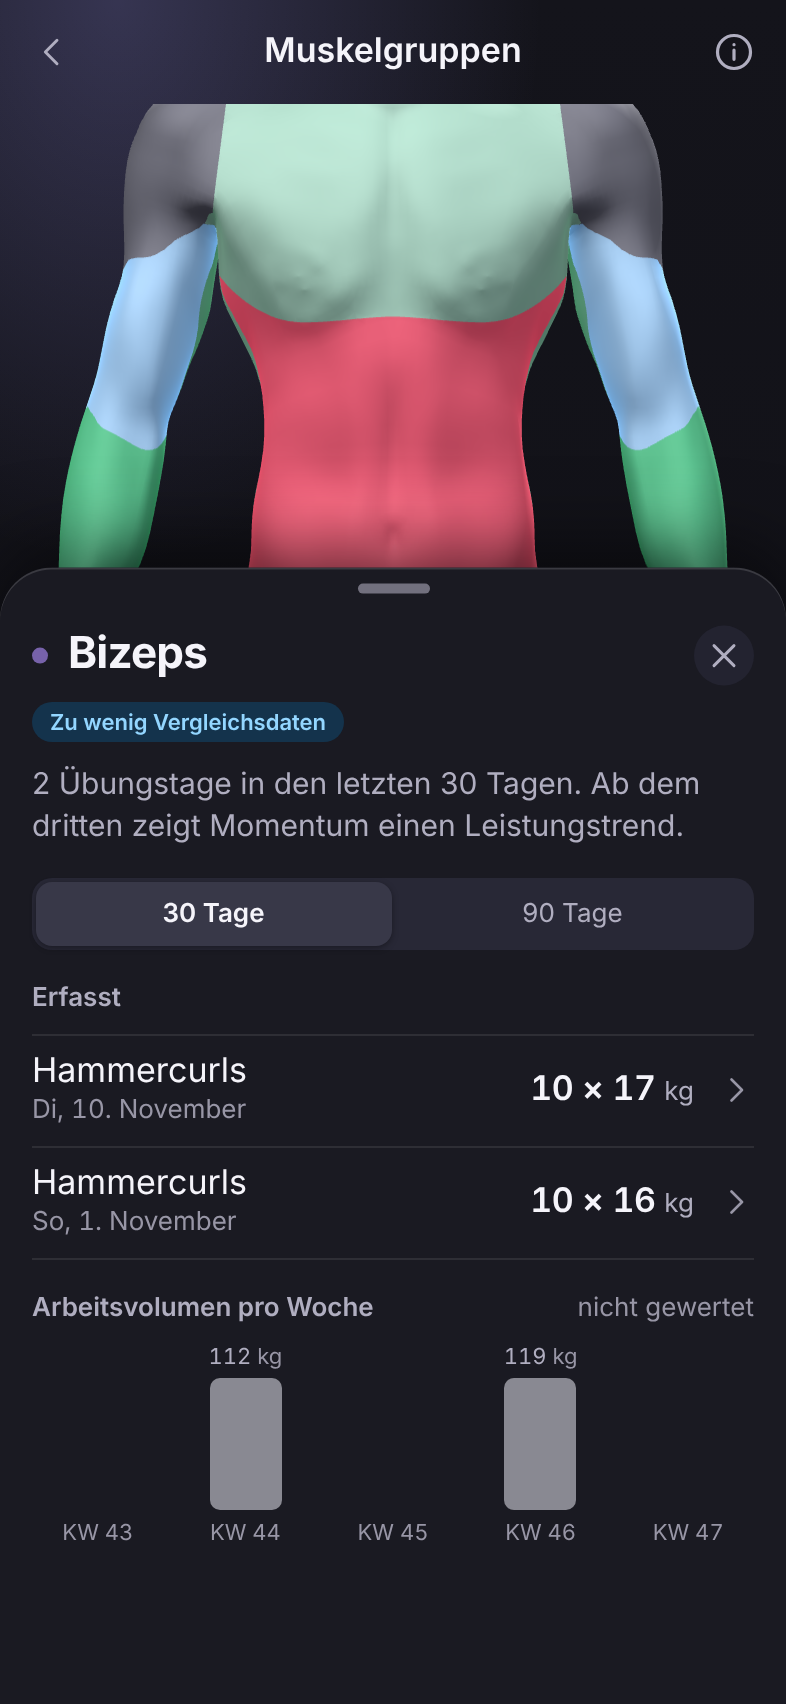 Muskelgruppen
Bizeps
Zu wenig Vergleichsdaten
2 Übungstage in den letzten 30 Tagen. Ab dem
dritten zeigt Momentum einen Leistungstrend.
30 Tage
90 Tage
Erfasst
Hammercurls
10 × 17 kg
Di, 10. November
Hammercurls
10 × 16 kg
So, 1. November
Arbeitsvolumen pro Woche
nicht gewertet
112 kg
119 kg
KW 43
KW 44
KW 45
KW 46
KW 47